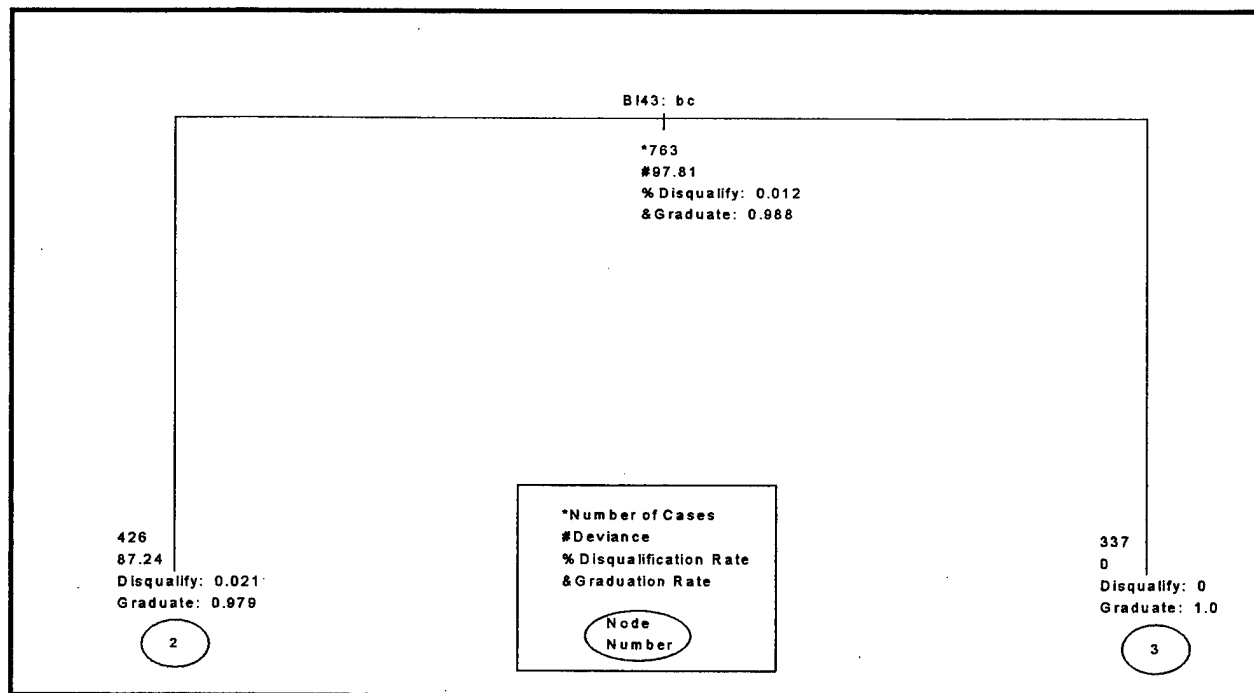 BI43: bc
*763
#97.81
% Disqualify: 0.012
&Graduate: 0.988
426
87.24
Disqualify: 0.021
Graduate: 0.979
2
*Number of Cases
#Deviance
% Disqualification Rate
&Graduation Rate
Node
Number
337
0
Disqualify: 0
Graduate: 1.0
3